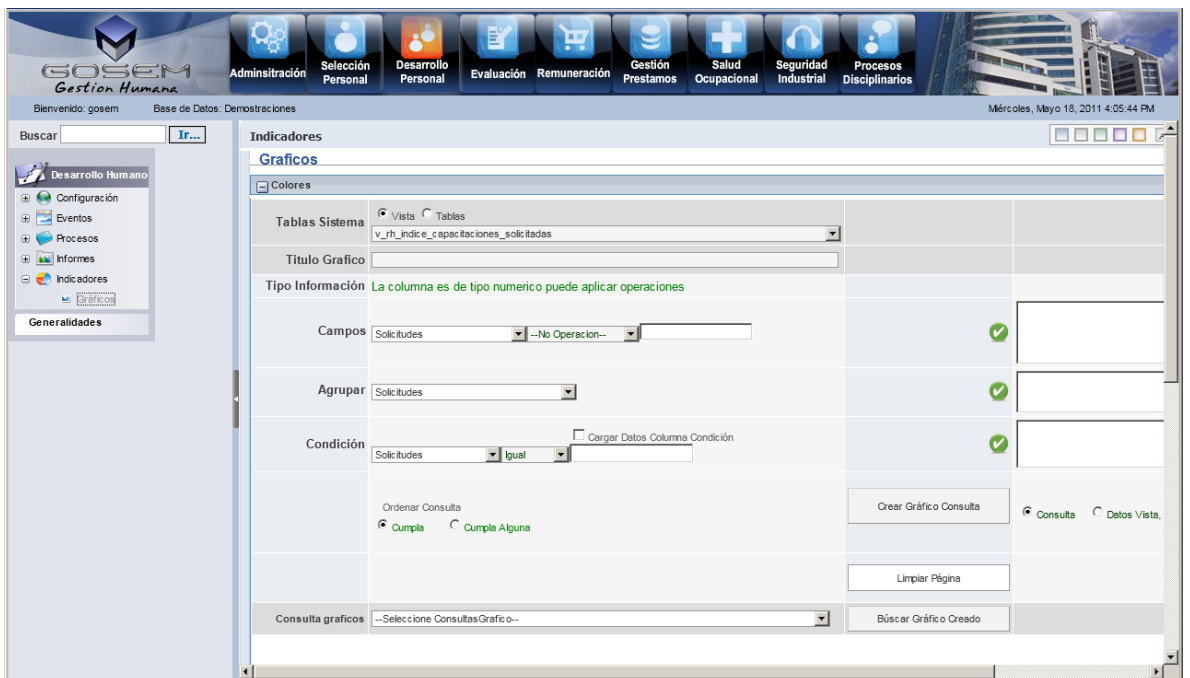 GOSEM
Gestion Humana
Adminsitración
Selección Personal
Desarrollo Personal
Evaluación
Remuneración
Gestión Prestamos
Salud Ocupacional
Seguridad Industrial
Procesos Disciplinarios
Bienvenido: gosem Base de Datos: Demostraciones Miércoles, Mayo 18, 2011 4:05:44 PM
Buscar Ir...
Desarrollo Humano
Configuración
Eventos
Procesos
Informes
Indicadores
Gráficos
Generalidades
Indicadores
Graficos
Colores
Tablas Sistema Vista Tablas
v_rh_indice_capacitaciones_solicitadas
Titulo Grafico
Tipo Información La columna es de tipo numerico puede aplicar operaciones
Campos Solicitudes --No Operacion--
Agrupar Solicitudes
Cargar Datos Columna Condición
Condición Solicitudes Igual
Ordenar Consulta
Cumpla Cumpla Alguna
Crear Gráfico Consulta
Consulta Datos Vista,
Limpiar Página
Consulta graficos --Seleccione ConsultasGrafico-- Búscar Gráfico Creado